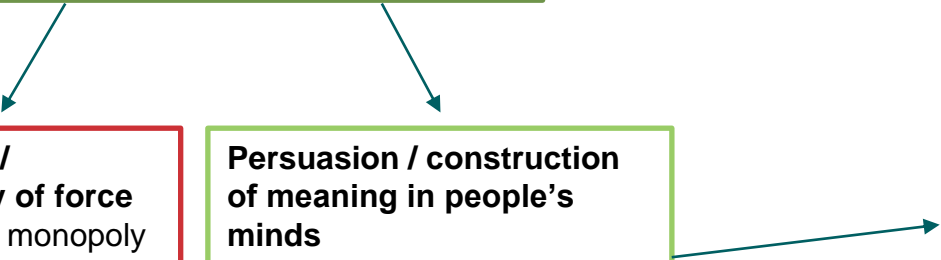 /
of force
monopoly
Persuasion / construction
of meaning in people’s
minds